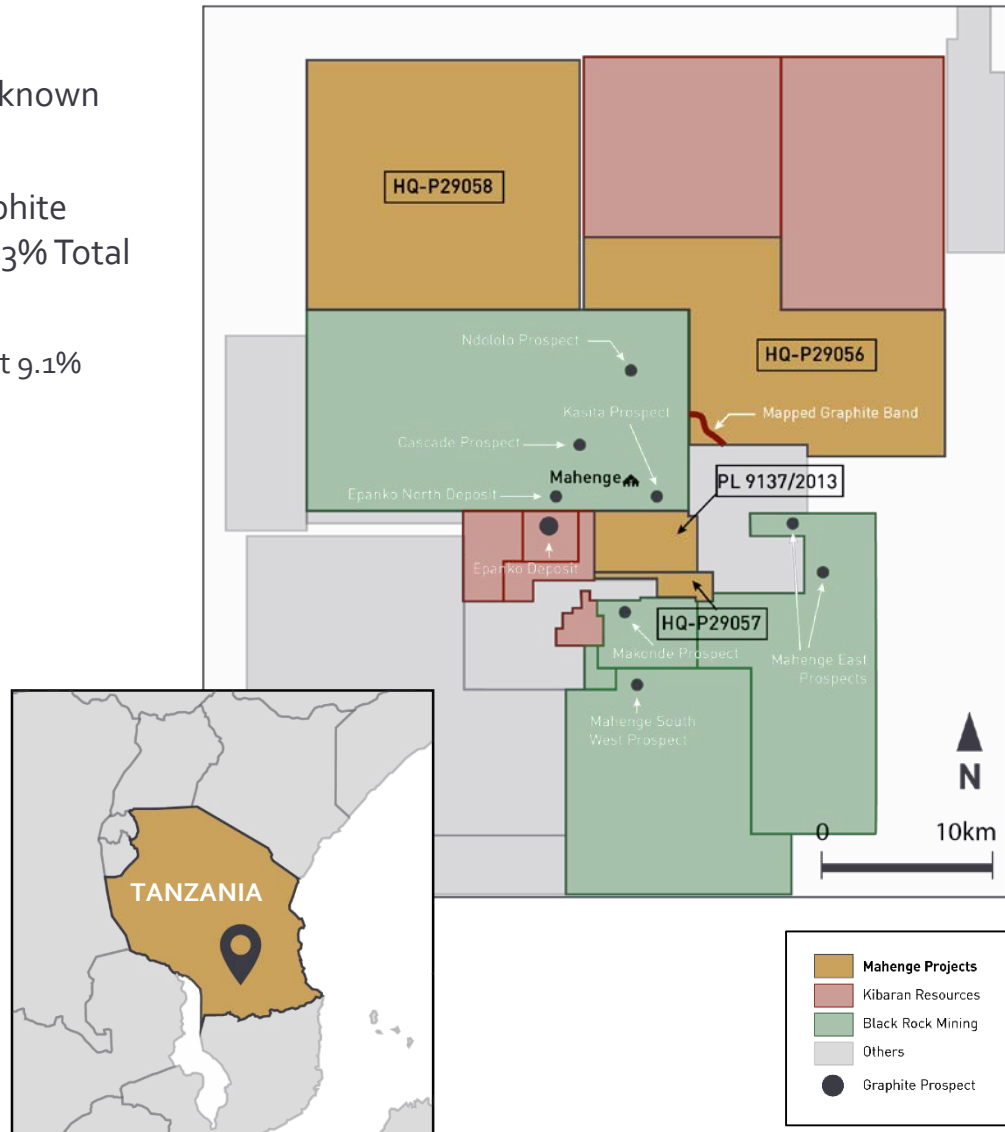 known
phite
3% Total
t 9.1%
HQ-P29058
HQ-P29056
Ndololo Prospect
Kasita Prospect
Mapped Graphite Band
Cascade Prospect
Mahenge
PL 9137/2013
Epanko North Deposit
Epanko Deposit
HQ-P29057
Makonde Prospect
Mahenge East
Prospects
Mahenge South
West Prospect
N
0 10km
TANZANIA
Mahenge Projects
Kibaran Resources
Black Rock Mining
Others
Graphite Prospect